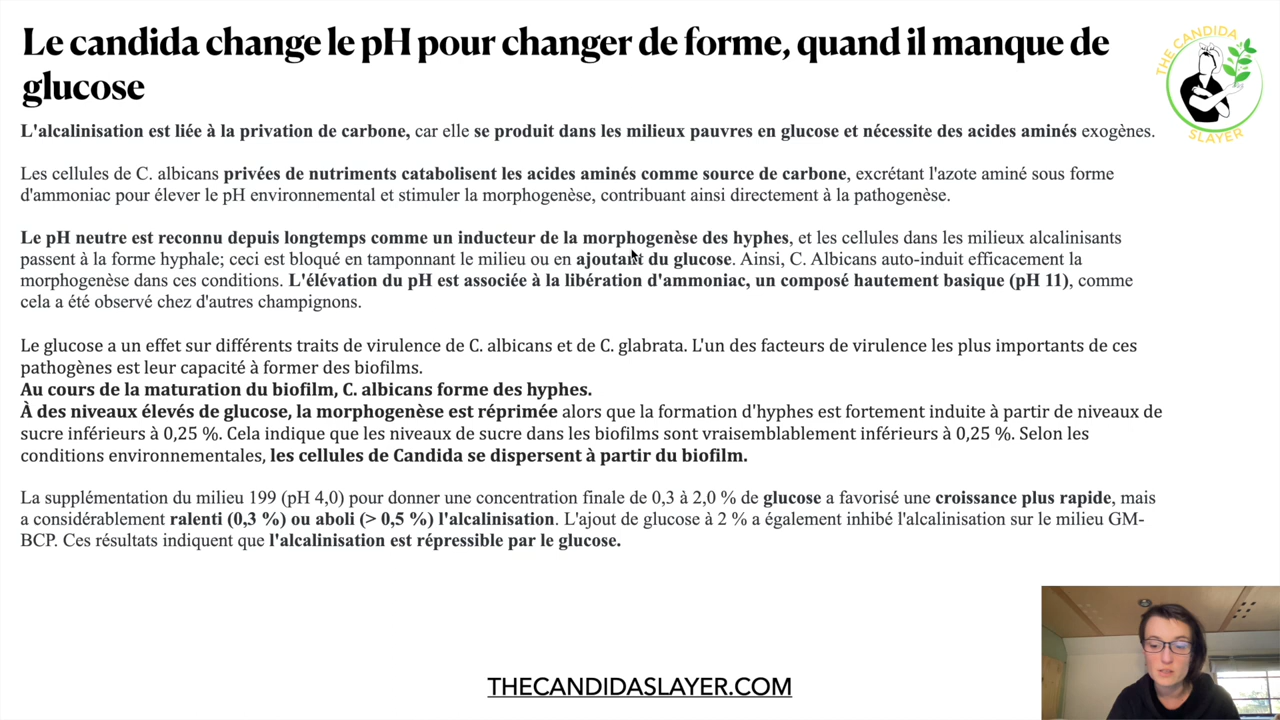 Le candida change le pH pour changer de forme, quand il manque de
glucose
THE CANDIDA
SLAYER
L'alcalinisation est liée à la privation de carbone, car elle se produit dans les milieux pauvres en glucose et nécessite des acides aminés exogènes.
Les cellules de C. albicans privées de nutriments catabolisent les acides aminés comme source de carbone, excrétant l'azote aminé sous forme
d'ammoniac pour élever le pH environnemental et stimuler la morphogenèse, contribuant ainsi directement à la pathogenèse.
Le pH neutre est reconnu depuis longtemps comme un inducteur de la morphogenèse des hyphes, et les cellules dans les milieux alcalinisants
passent à la forme hyphale; ceci est bloqué en tamponnant le milieu ou en ajoutant du glucose. Ainsi, C. Albicans auto-induit efficacement la
morphogenèse dans ces conditions. L'élévation du pH est associée à la libération d'ammoniac, un composé hautement basique (pH 11), comme
cela a été observé chez d'autres champignons.
Le glucose a un effet sur différents traits de virulence de C. albicans et de C. glabrata. L'un des facteurs de virulence les plus importants de ces
pathogènes est leur capacité à former des biofilms.
Au cours de la maturation du biofilm, C. albicans forme des hyphes.
À des niveaux élevés de glucose, la morphogenèse est réprimée alors que la formation d'hyphes est fortement induite à partir de niveaux de
sucre inférieurs à 0,25 %. Cela indique que les niveaux de sucre dans les biofilms sont vraisemblablement inférieurs à 0,25 %. Selon les
conditions environnementales, les cellules de Candida se dispersent à partir du biofilm.
La supplémentation du milieu 199 (pH 4,0) pour donner une concentration finale de 0,3 à 2,0 % de glucose a favorisé une croissance plus rapide, mais
a considérablement ralenti (0,3 %) ou aboli (> 0,5 %) l'alcalinisation. L'ajout de glucose à 2 % a également inhibé l'alcalinisation sur le milieu GM-
BCP. Ces résultats indiquent que l'alcalinisation est répressible par le glucose.
THECANDIDASLAYER.COM